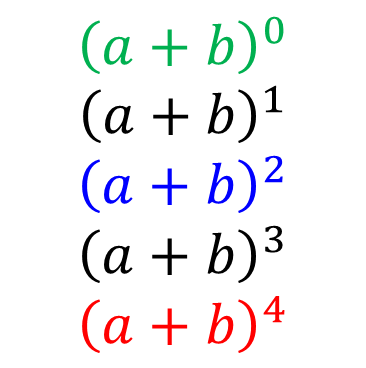 (a + b)⁰
(a + b)¹
(a + b)²
(a + b)³
(a + b)⁴